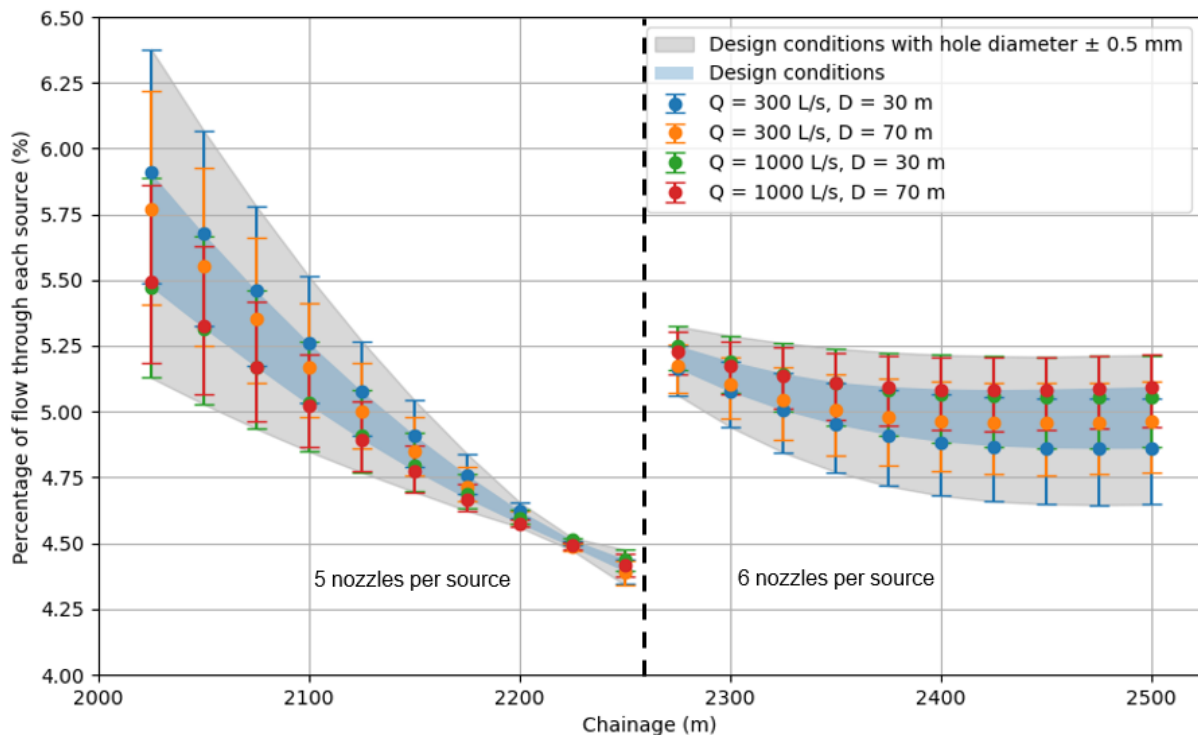 6.50
6.25
6.00
5.75
5.50
5.25
5.00
4.75
4.50
4.25
4.00
Percentage of flow through each source (%)
Design conditions with hole diameter ± 0.5 mm
Design conditions
Q = 300 L/s, D = 30 m
Q = 300 L/s, D = 70 m
Q = 1000 L/s, D = 30 m
Q = 1000 L/s, D = 70 m
5 nozzles per source
6 nozzles per source
2000 2100 2200 2300 2400 2500
Chainage (m)